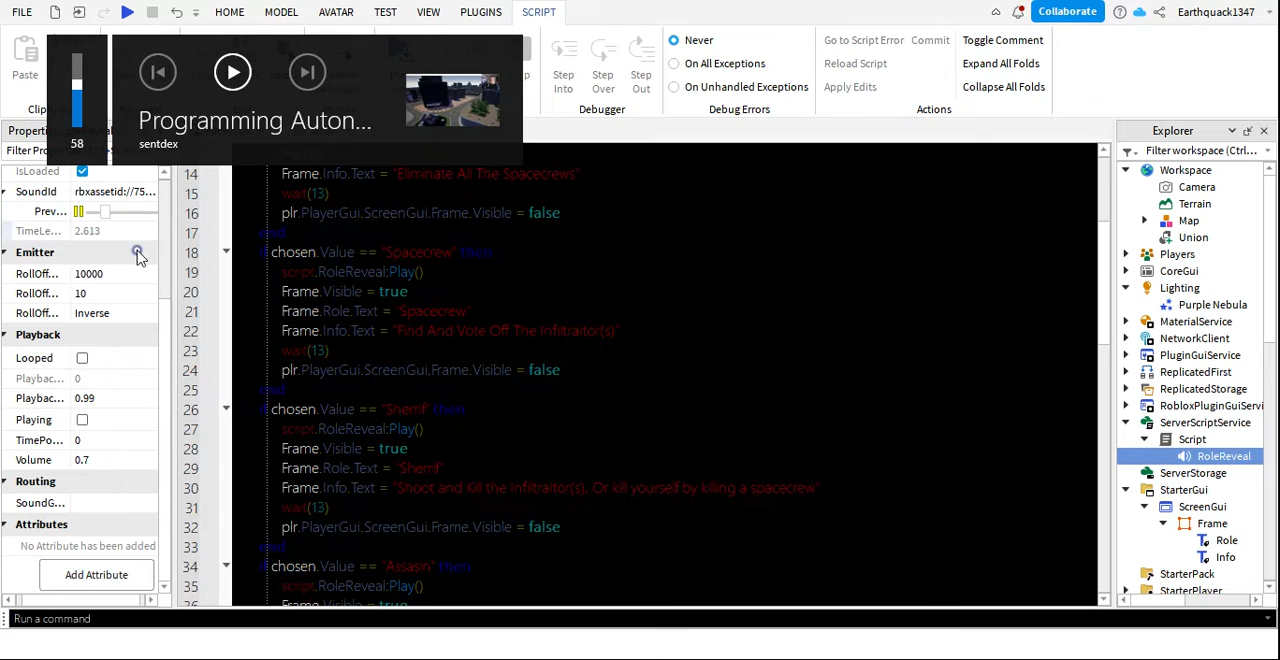 FILE HOME MODEL AVATAR TEST VIEW PLUGINS SCRIPT Collaborate Earthquack1347
Paste
Step Into
Step Over
Step Out
Never
On All Exceptions
On Unhandled Exceptions
Go to Script Error Commit
Reload Script
Apply Edits
Toggle Comment
Expand All Folds
Collapse All Folds
Debugger
Debug Errors
Actions
Programming Auton...
sentdex
58
IsLoaded
SoundId rbxassetid://75...
Prev...
TimeLe... 2.613
Emitter
RollOff... 10000
RollOff... 10
RollOff... Inverse
Playback
Looped
Playbac... 0
Playbac... 0.99
Playing
TimePo... 0
Volume 0.7
Routing
SoundG...
Attributes
No Attribute has been added
Add Attribute
14 Frame.Info.Text = "Eliminate All The Spacecrews"
15 wait(13)
16 plr.PlayerGui.ScreenGui.Frame.Visible = false
17 end
18 if chosen.Value == "Spacecrew" then
19 script.RoleReveal:Play()
20 Frame.Visible = true
21 Frame.Role.Text = "Spacecrew"
22 Frame.Info.Text = "Find And Vote Off The Infiltraitor(s)"
23 wait(13)
24 plr.PlayerGui.ScreenGui.Frame.Visible = false
25 end
26 if chosen.Value == "Sherrif" then
27 script.RoleReveal:Play()
28 Frame.Visible = true
29 Frame.Role.Text = "Sherrif"
30 Frame.Info.Text = "Shoot and Kill the Infiltraitor(s), Or kill yourself by killing a spacecrew"
31 wait(13)
32 plr.PlayerGui.ScreenGui.Frame.Visible = false
33 end
34 if chosen.Value == "Assasin" then
35 script.RoleReveal:Play()
Explorer
Filter workspace (Ctrl...
Workspace
Camera
Terrain
Map
Union
Players
CoreGui
Lighting
Purple Nebula
MaterialService
NetworkClient
PluginGuiService
ReplicatedFirst
ReplicatedStorage
RobloxPluginGuiServi
ServerScriptService
Script
RoleReveal
ServerStorage
StarterGui
ScreenGui
Frame
Role
Info
StarterPack
StarterPlayer
Run a command